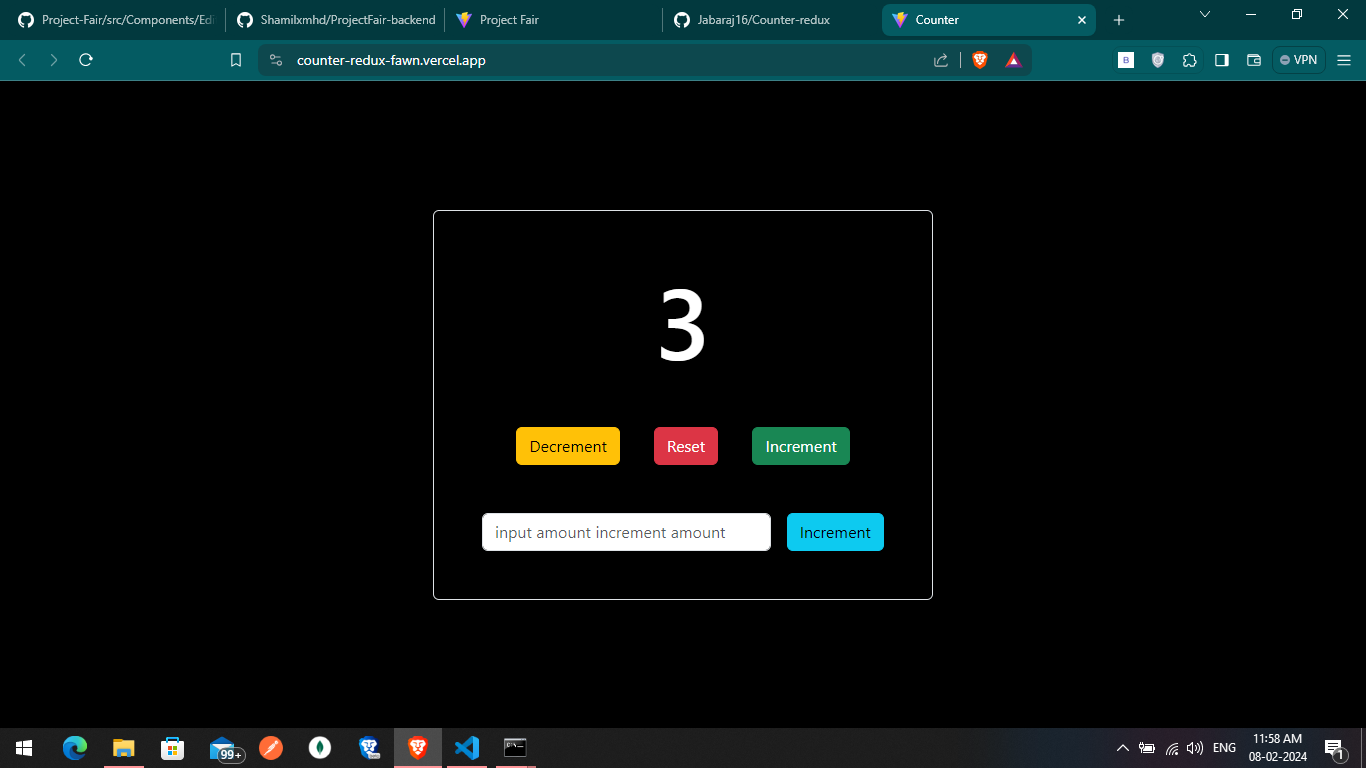 Project-Fair/src/Components/Edi
Shamilxmhd/ProjectFair-backend
Project Fair
Jabaraj16/Counter-redux
Counter
counter-redux-fawn.vercel.app
VPN
3
Decrement
Reset
Increment
input amount increment amount
Increment
99+
ENG
11:58 AM
08-02-2024
1